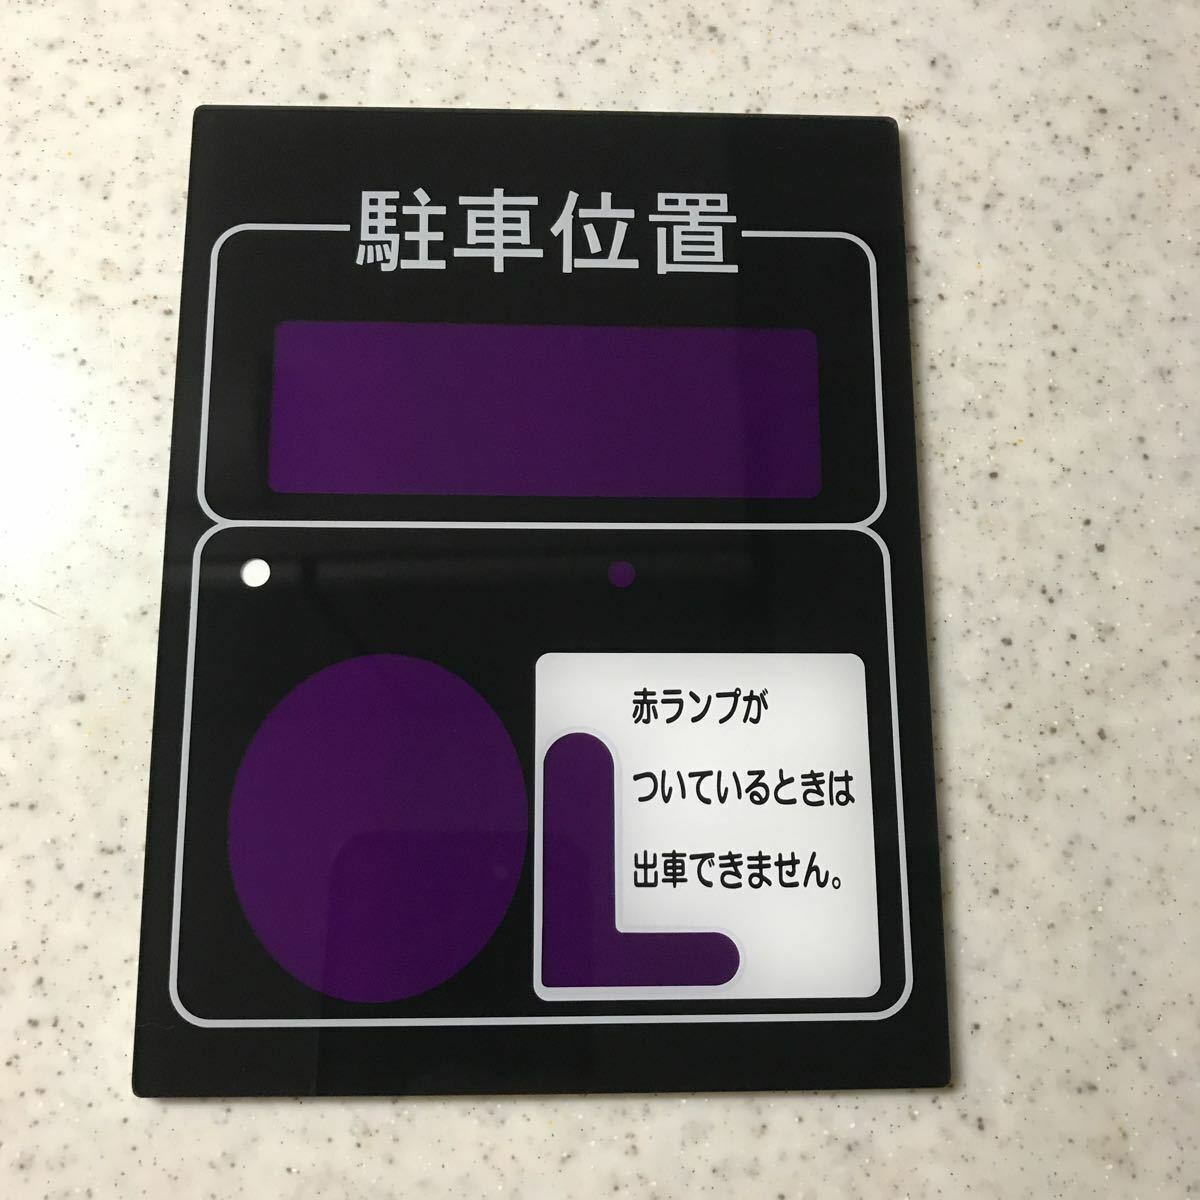 駐車位置
赤ランプが
ついているときは
出車できません。